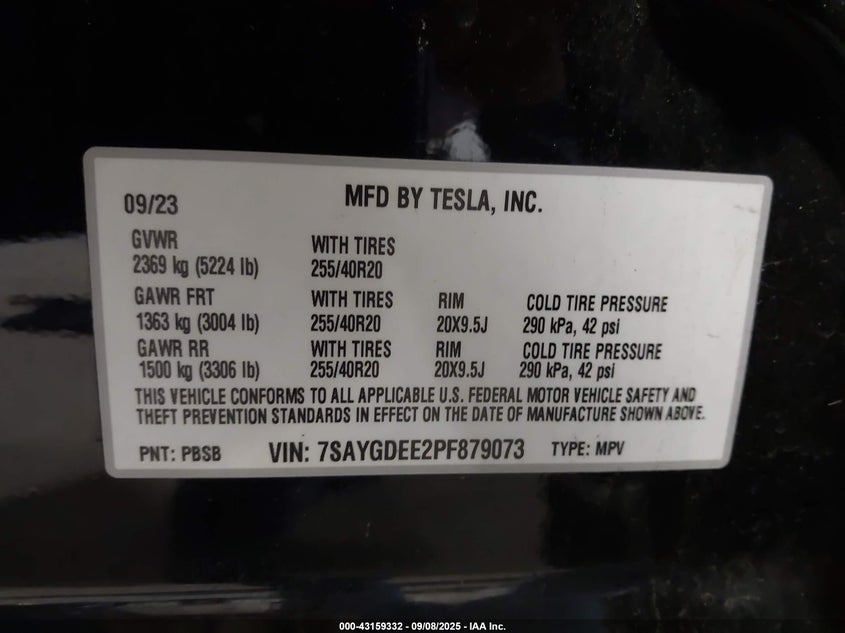 09/23 MFD BY TESLA, INC.
GVWR WITH TIRES
2369 kg (5224 lb) 255/40R20
GAWR FRT WITH TIRES RIM COLD TIRE PRESSURE
1363 kg (3004 lb) 255/40R20 20X9.5J 290 kPa, 42 psi
GAWR RR WITH TIRES RIM COLD TIRE PRESSURE
1500 kg (3306 lb) 255/40R20 20X9.5J 290 kPa, 42 psi
THIS VEHICLE CONFORMS TO ALL APPLICABLE U.S. FEDERAL MOTOR VEHICLE SAFETY AND
THEFT PREVENTION STANDARDS IN EFFECT ON THE DATE OF MANUFACTURE SHOWN ABOVE.
PNT: PBSB VIN: 7SAYGDEE2PF879073 TYPE: MPV
000-43159332 - 09/08/2025 - IAA Inc.